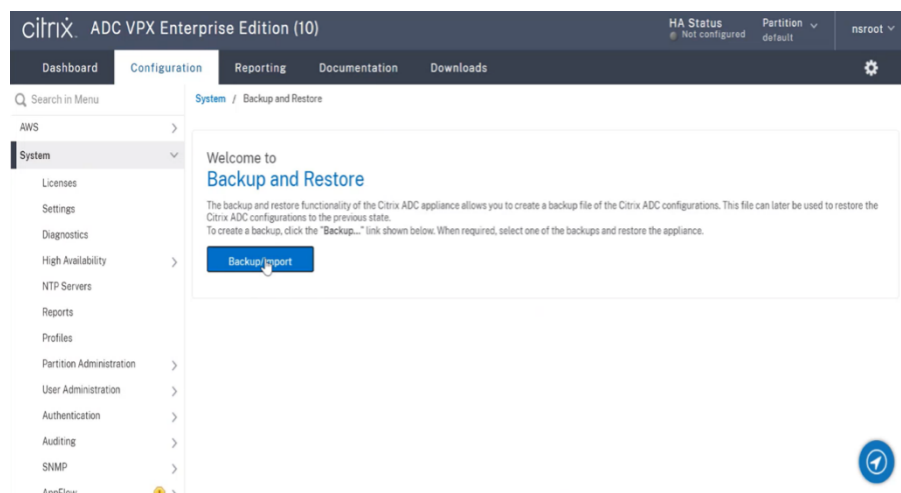 citrix. ADC VPX Enterprise Edition (10)
HA Status
Not configured
Partition
default
nsroot
Dashboard
Configuration
Reporting
Documentation
Downloads
Search in Menu
System / Backup and Restore
AWS
System
Licenses
Settings
Diagnostics
High Availability
NTP Servers
Reports
Profiles
Partition Administration
User Administration
Authentication
Auditing
SNMP
AppFlow
Welcome to
Backup and Restore
The backup and restore functionality of the Citrix ADC appliance allows you to create a backup file of the Citrix ADC configurations. This file can later be used to restore the
Citrix ADC configurations to the previous state.
To create a backup, click the "Backup..." link shown below. When required, select one of the backups and restore the appliance.
Backup/Import